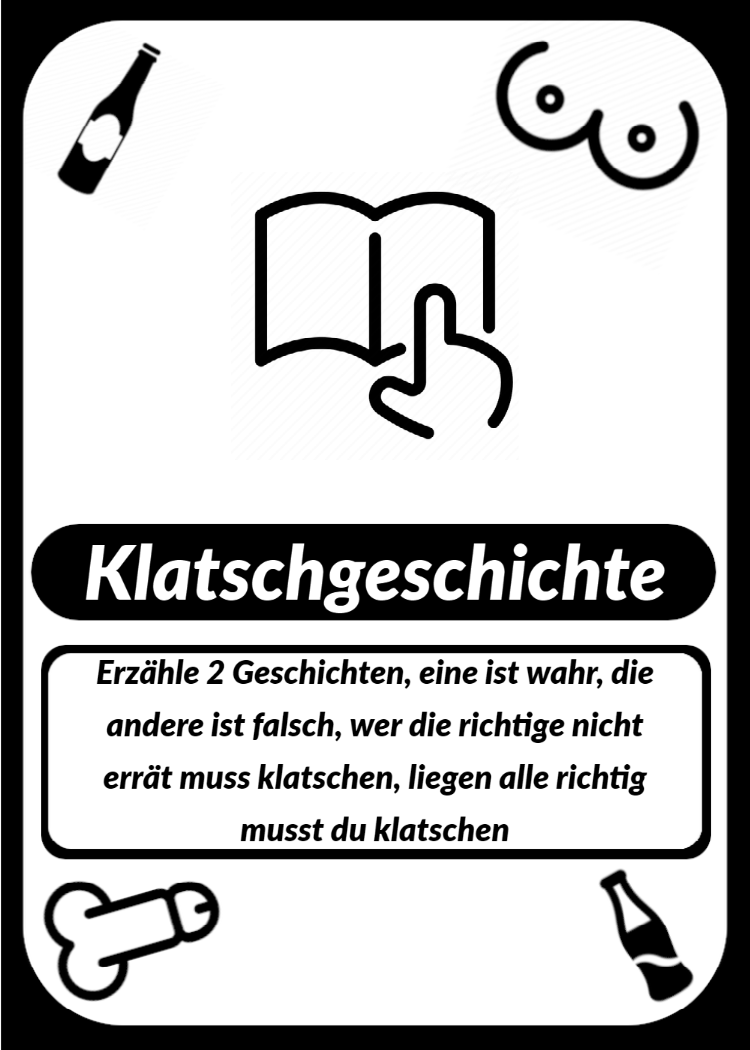 Klatschgeschichte
Erzähle 2 Geschichten, eine ist wahr, die
andere ist falsch, wer die richtige nicht
errät muss klatschen, liegen alle richtig
musst du klatschen